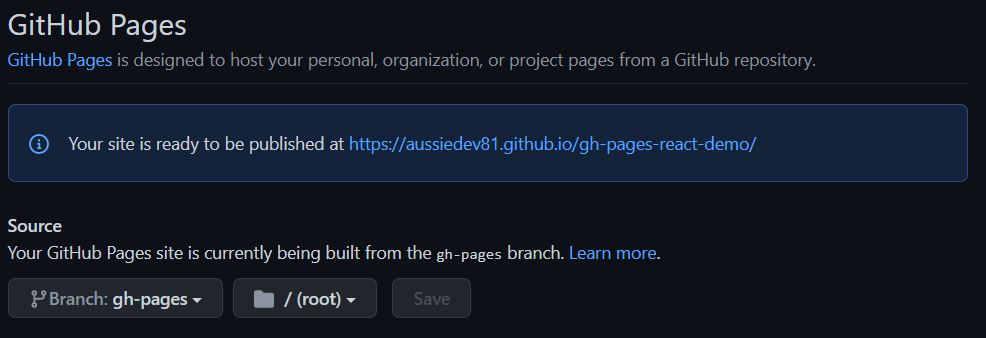 GitHub Pages
GitHub Pages is designed to host your personal, organization, or project pages from a GitHub repository.
Your site is ready to be published at https://aussiedev81.github.io/gh-pages-react-demo/
Source
Your GitHub Pages site is currently being built from the gh-pages branch. Learn more.
Branch: gh-pages / (root) Save